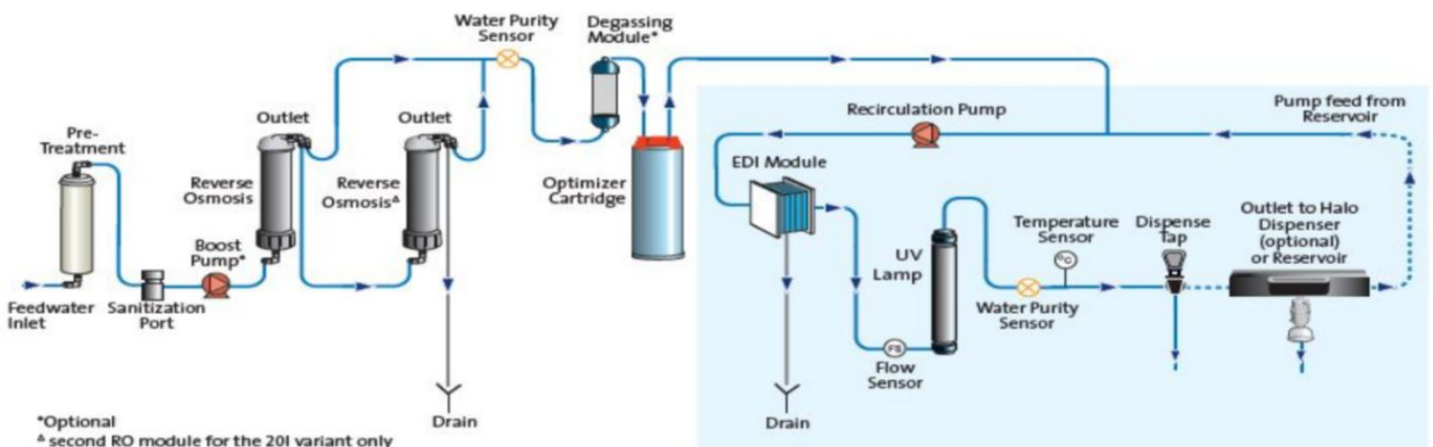 Water Purity
Sensor
Degassing
Module*
Pre-
Treatment
Outlet
Outlet
Reverse
Osmosis
Reverse
OsmosisΔ
Optimizer
Cartridge
Boost
Pump*
Feedwater
Inlet
Sanitization
Port
Drain
*Optional
Δ second RO module for the 20I variant only
Recirculation Pump
Pump feed from
Reservoir
EDI Module
UV
Lamp
Temperature
Sensor
°C
Dispense
Tap
Outlet to Halo
Dispenser
(optional)
or Reservoir
Water Purity
Sensor
FS
Flow
Sensor
Drain